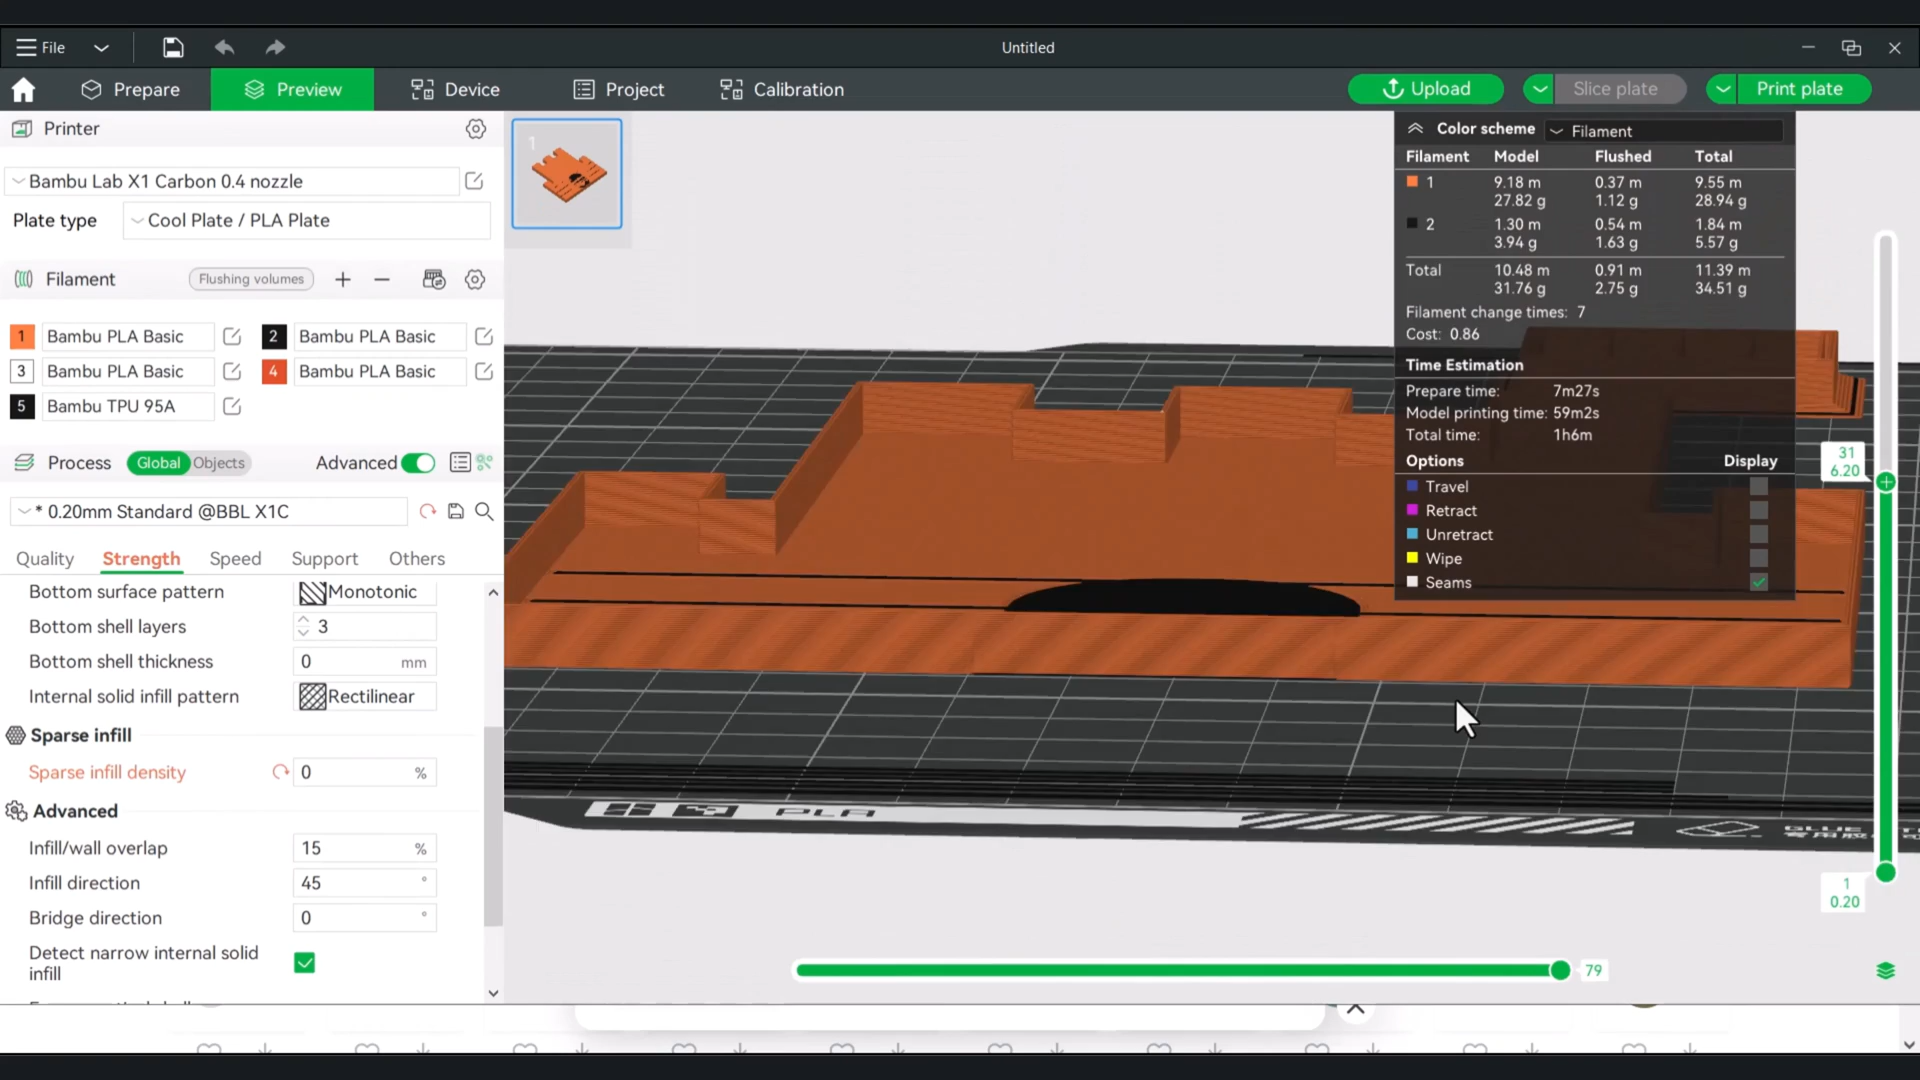 File
Untitled
Prepare
Preview
Device
Project
Calibration
Upload
Slice plate
Print plate
Printer
Bambu Lab X1 Carbon 0.4 nozzle
Plate type
Cool Plate / PLA Plate
Filament
Flushing volumes
1 Bambu PLA Basic
2 Bambu PLA Basic
3 Bambu PLA Basic
4 Bambu PLA Basic
5 Bambu TPU 95A
Process
Global
Objects
Advanced
* 0.20mm Standard @BBL X1C
Quality
Strength
Speed
Support
Others
Bottom surface pattern Monotonic
Bottom shell layers 3
Bottom shell thickness 0 mm
Internal solid infill pattern Rectilinear
Sparse infill
Sparse infill density 0 %
Advanced
Infill/wall overlap 15 %
Infill direction 45 °
Bridge direction 0 °
Detect narrow internal solid
infill
1
Color scheme Filament
Filament Model Flushed Total
1 9.18 m 0.37 m 9.55 m
27.82 g 1.12 g 28.94 g
2 1.30 m 0.54 m 1.84 m
3.94 g 1.63 g 5.57 g
Total 10.48 m 0.91 m 11.39 m
31.76 g 2.75 g 34.51 g
Filament change times: 7
Cost: 0.86
Time Estimation
Prepare time: 7m27s
Model printing time: 59m2s
Total time: 1h6m
Options Display
Travel
Retract
Unretract
Wipe
Seams
31
6.20
1
0.20
PLA
79